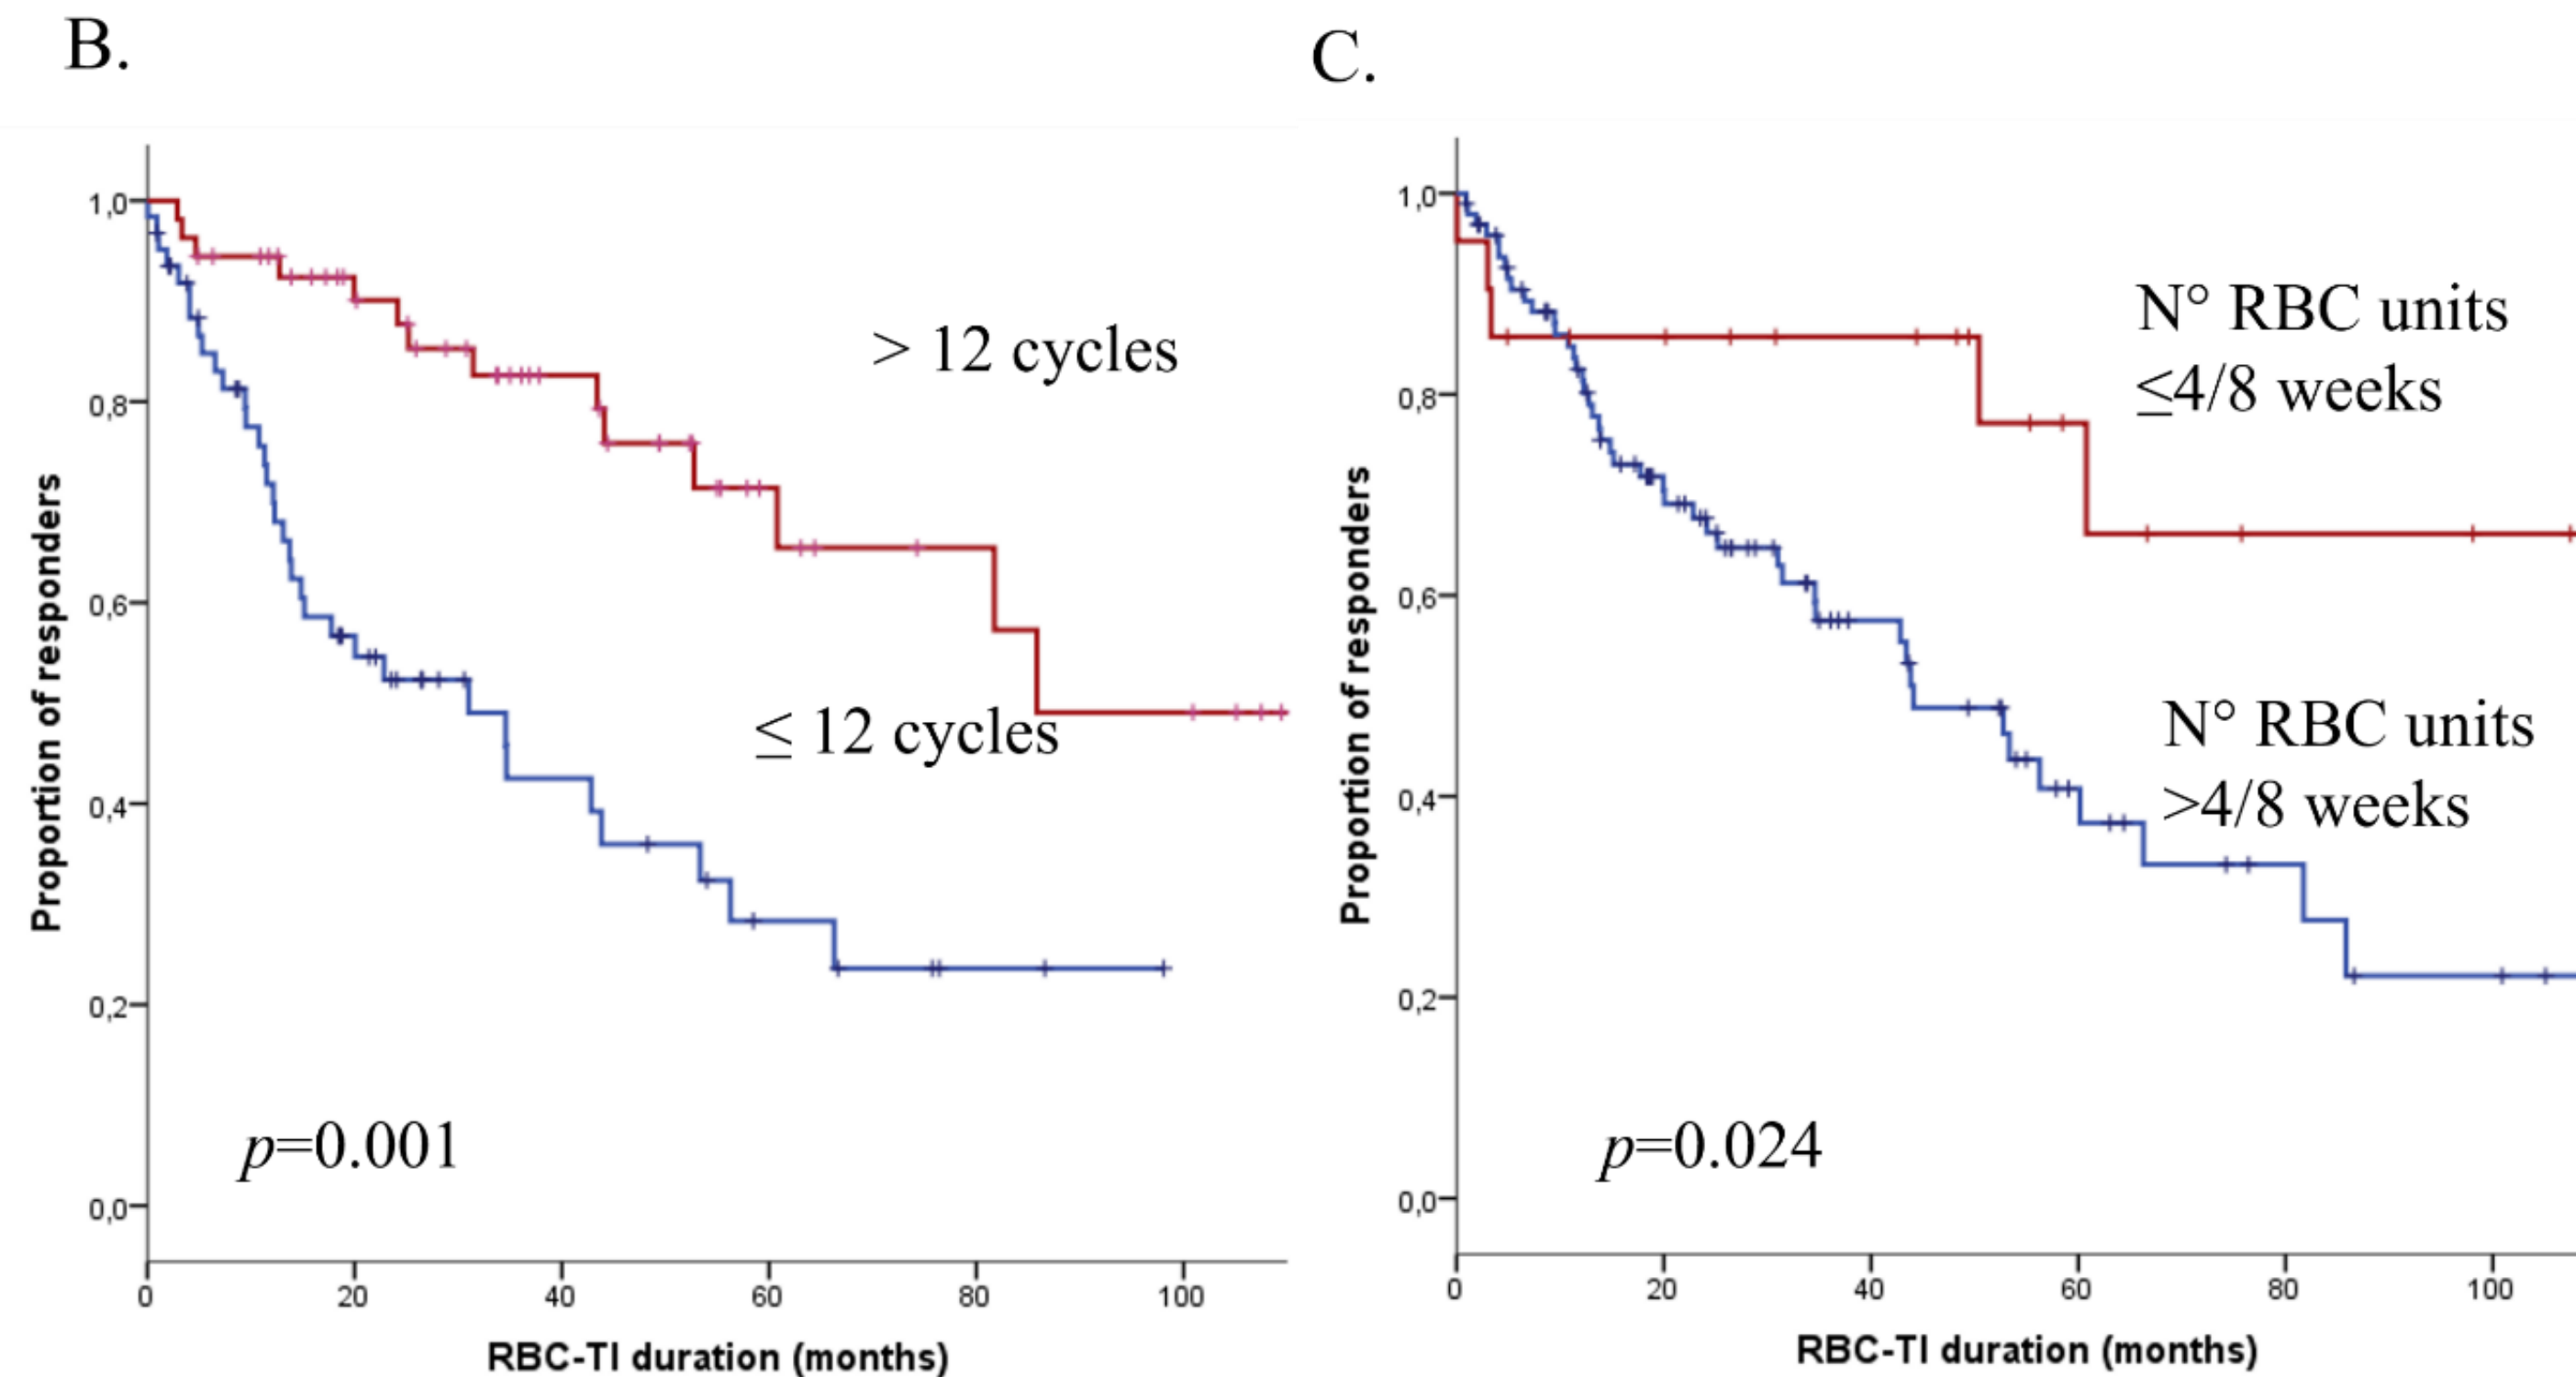 B.
Proportion of responders
1,0
0,8
0,6
0,4
0,2
0,0
> 12 cycles
≤ 12 cycles
p=0.001
0 20 40 60 80 100
RBC-TI duration (months)
C.
Proportion of responders
1,0
0,8
0,6
0,4
0,2
0,0
N° RBC units
≤4/8 weeks
N° RBC units
>4/8 weeks
p=0.024
0 20 40 60 80 100
RBC-TI duration (months)